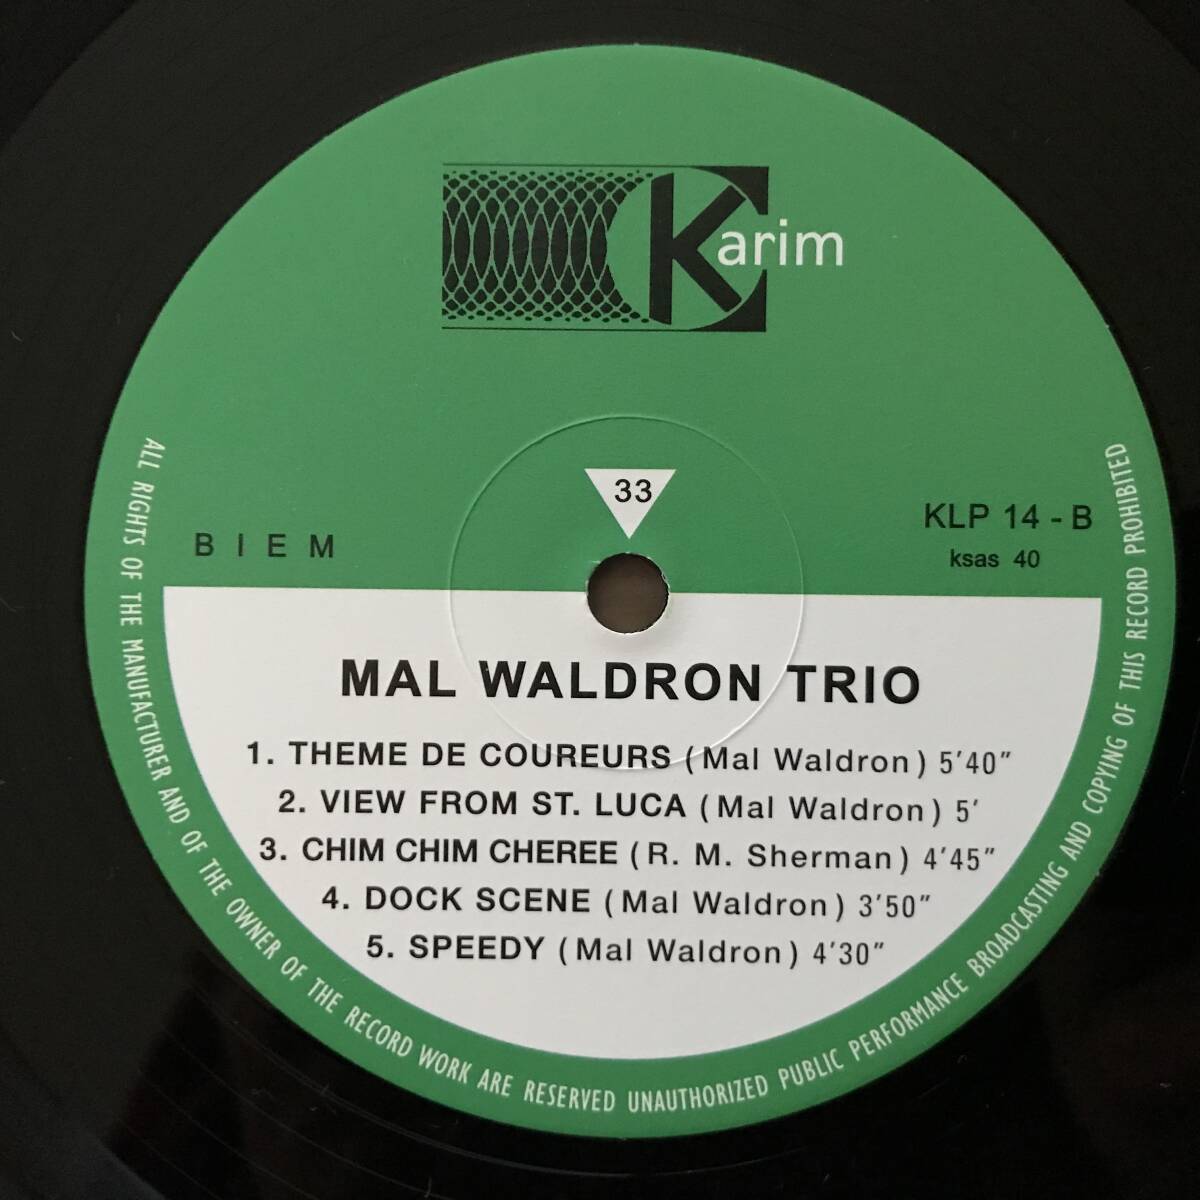 Karim
33
BIEM
KLP 14 - B
ksas 40
MAL WALDRON TRIO
1. THEME DE COUREURS (Mal Waldron) 5'40"
2. VIEW FROM ST. LUCA (Mal Waldron) 5'
3. CHIM CHIM CHEREE (R. M. Sherman) 4'45"
4. DOCK SCENE (Mal Waldron) 3'50"
5. SPEEDY (Mal Waldron) 4'30"
ALL RIGHTS OF THE MANUFACTURER AND OF THE OWNER OF THE RECORD WORK ARE RESERVED UNAUTHORIZED PUBLIC PERFORMANCE BROADCASTING AND COPYING OF THIS RECORD PROHIBITED